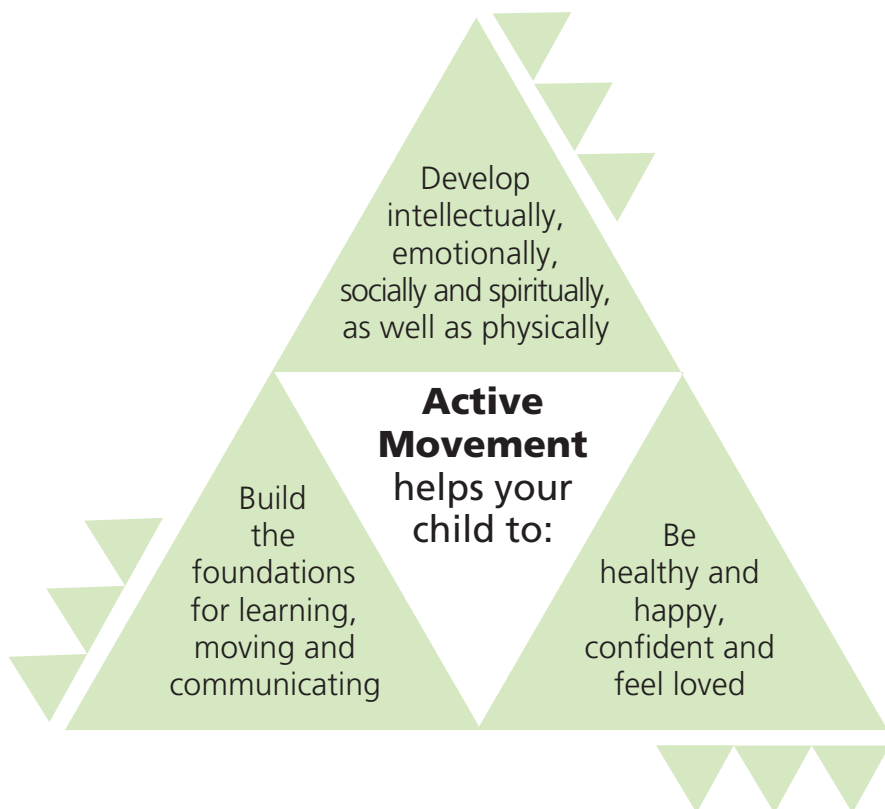 Develop
intellectually,
emotionally,
socially and spiritually,
as well as physically
Active
Movement
helps your
child to:
Build
the
foundations
for learning,
moving and
communicating
Be
healthy and
happy,
confident and
feel loved